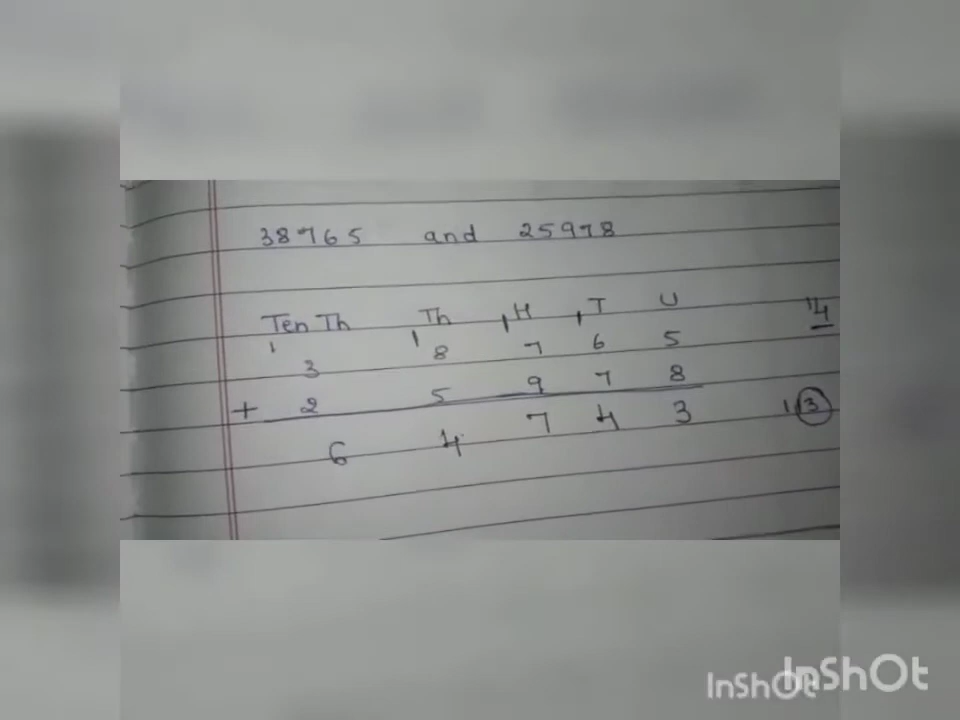 38765 and 25978
Ten Th Th H T U 14
1 1 1 1
3 8 7 6 5
+ 2 5 9 7 8
6 4 7 4 3 13
InShOt InShOt